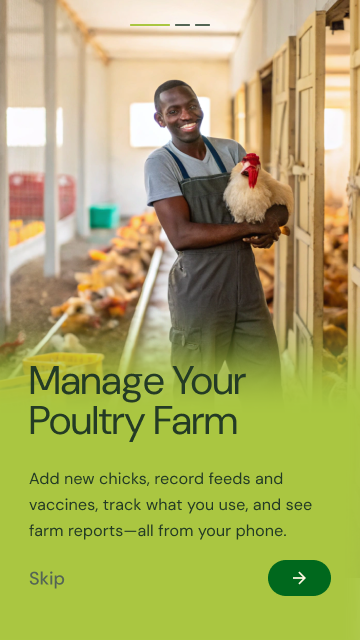 Manage Your
Poultry Farm
Add new chicks, record feeds and
vaccines, track what you use, and see
farm reports—all from your phone.
Skip